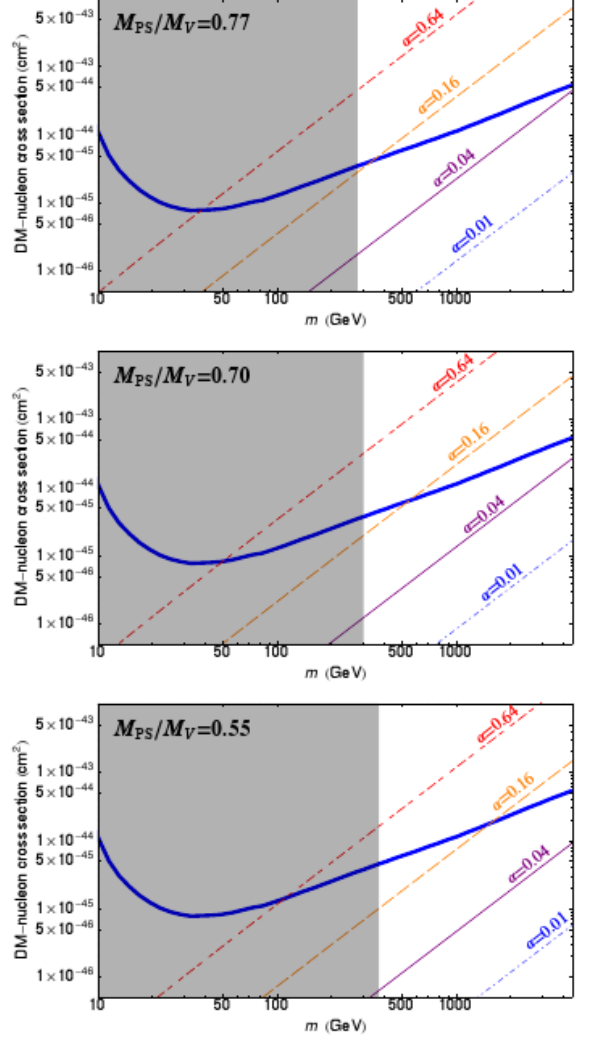 M_PS/M_V=0.77
DM-nucleon cross section (cm²)
5×10⁻⁴³
1×10⁻⁴³
5×10⁻⁴⁴
1×10⁻⁴⁴
5×10⁻⁴⁵
1×10⁻⁴⁵
5×10⁻⁴⁶
1×10⁻⁴⁶
α=0.64
α=0.16
α=0.04
α=0.01
10 50 100 500 1000
m (GeV)
M_PS/M_V=0.70
DM-nucleon cross section (cm²)
5×10⁻⁴³
1×10⁻⁴³
5×10⁻⁴⁴
1×10⁻⁴⁴
5×10⁻⁴⁵
1×10⁻⁴⁵
5×10⁻⁴⁶
1×10⁻⁴⁶
α=0.64
α=0.16
α=0.04
α=0.01
10 50 100 500 1000
m (GeV)
M_PS/M_V=0.55
DM-nucleon cross section (cm²)
5×10⁻⁴³
1×10⁻⁴³
5×10⁻⁴⁴
1×10⁻⁴⁴
5×10⁻⁴⁵
1×10⁻⁴⁵
5×10⁻⁴⁶
1×10⁻⁴⁶
α=0.64
α=0.16
α=0.04
α=0.01
10 50 100 500 1000
m (GeV)